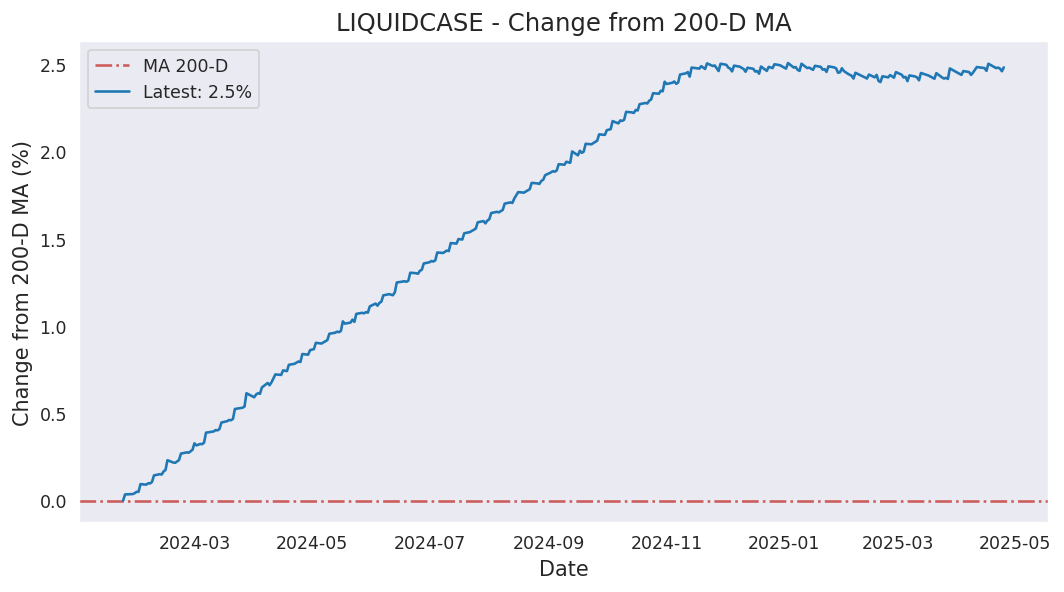 LIQUIDCASE - Change from 200-D MA
MA 200-D
Latest: 2.5%
Change from 200-D MA (%)
2.5
2.0
1.5
1.0
0.5
0.0
2024-03
2024-05
2024-07
2024-09
2024-11
2025-01
2025-03
2025-05
Date